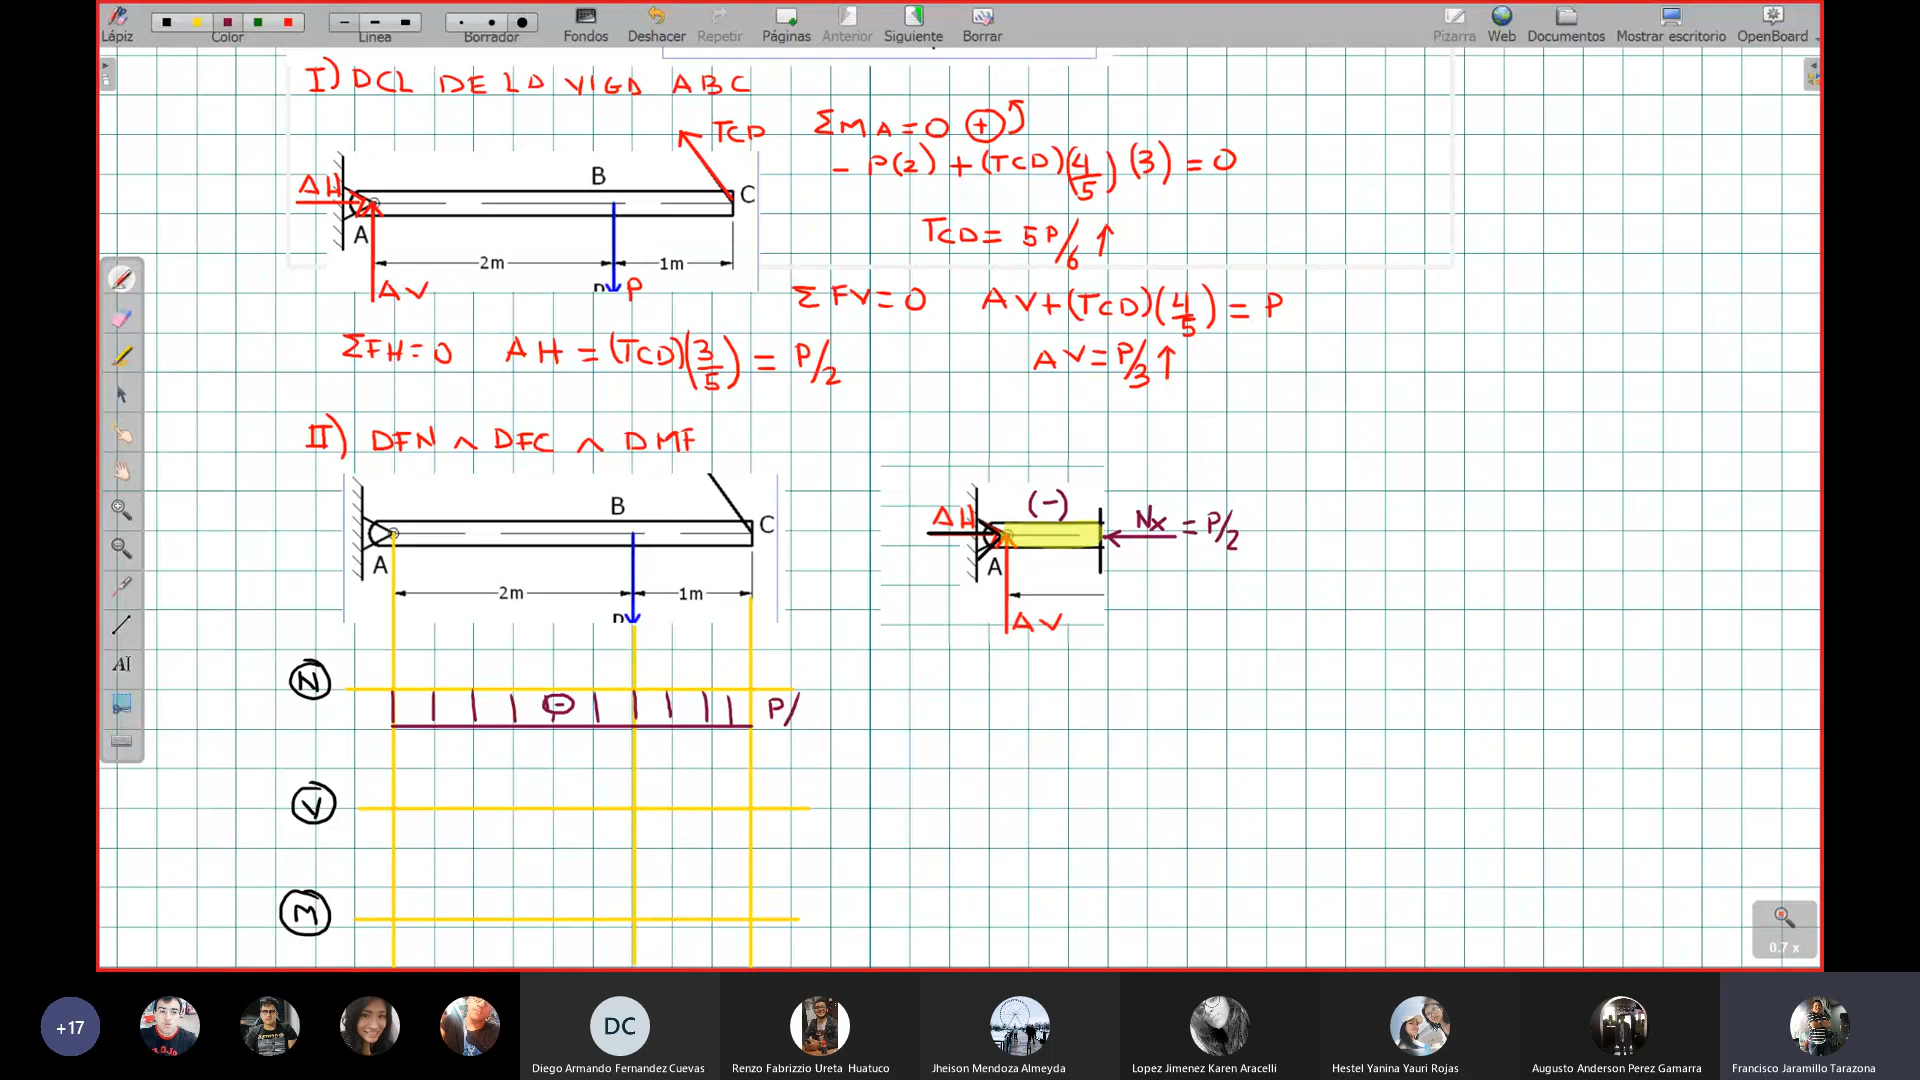 Lápiz Color Línea Borrador Fondos Deshacer Repetir Páginas Anterior Siguiente Borrar Pizarra Web Documentos Mostrar escritorio OpenBoard
I) DCL DE LA VIGA ABC
TCD
ΣMA=0 (+)
- P(2) + (TCD)(4/5)(3) = 0
AH
B
C
A
TCD = 5P/6 ↑
2m
1m
AV
P
ΣFV=0 AV+(TCD)(4/5) = P
ΣFH=0 AH = (TCD)(3/5) = P/2
AV = P/3 ↑
II) DFN ∧ DFC ∧ DMF
B
C
A
2m
1m
(-)
AH
Nx = P/2
A
AV
N
- P/
V
M
0.7 x
+17
DC
Diego Armando Fernandez Cuevas
Renzo Fabrizzio Ureta Huatuco
Jheison Mendoza Almeyda
Lopez Jimenez Karen Aracelli
Hestel Yanina Yauri Rojas
Augusto Anderson Perez Gamarra
Francisco Jaramillo Tarazona